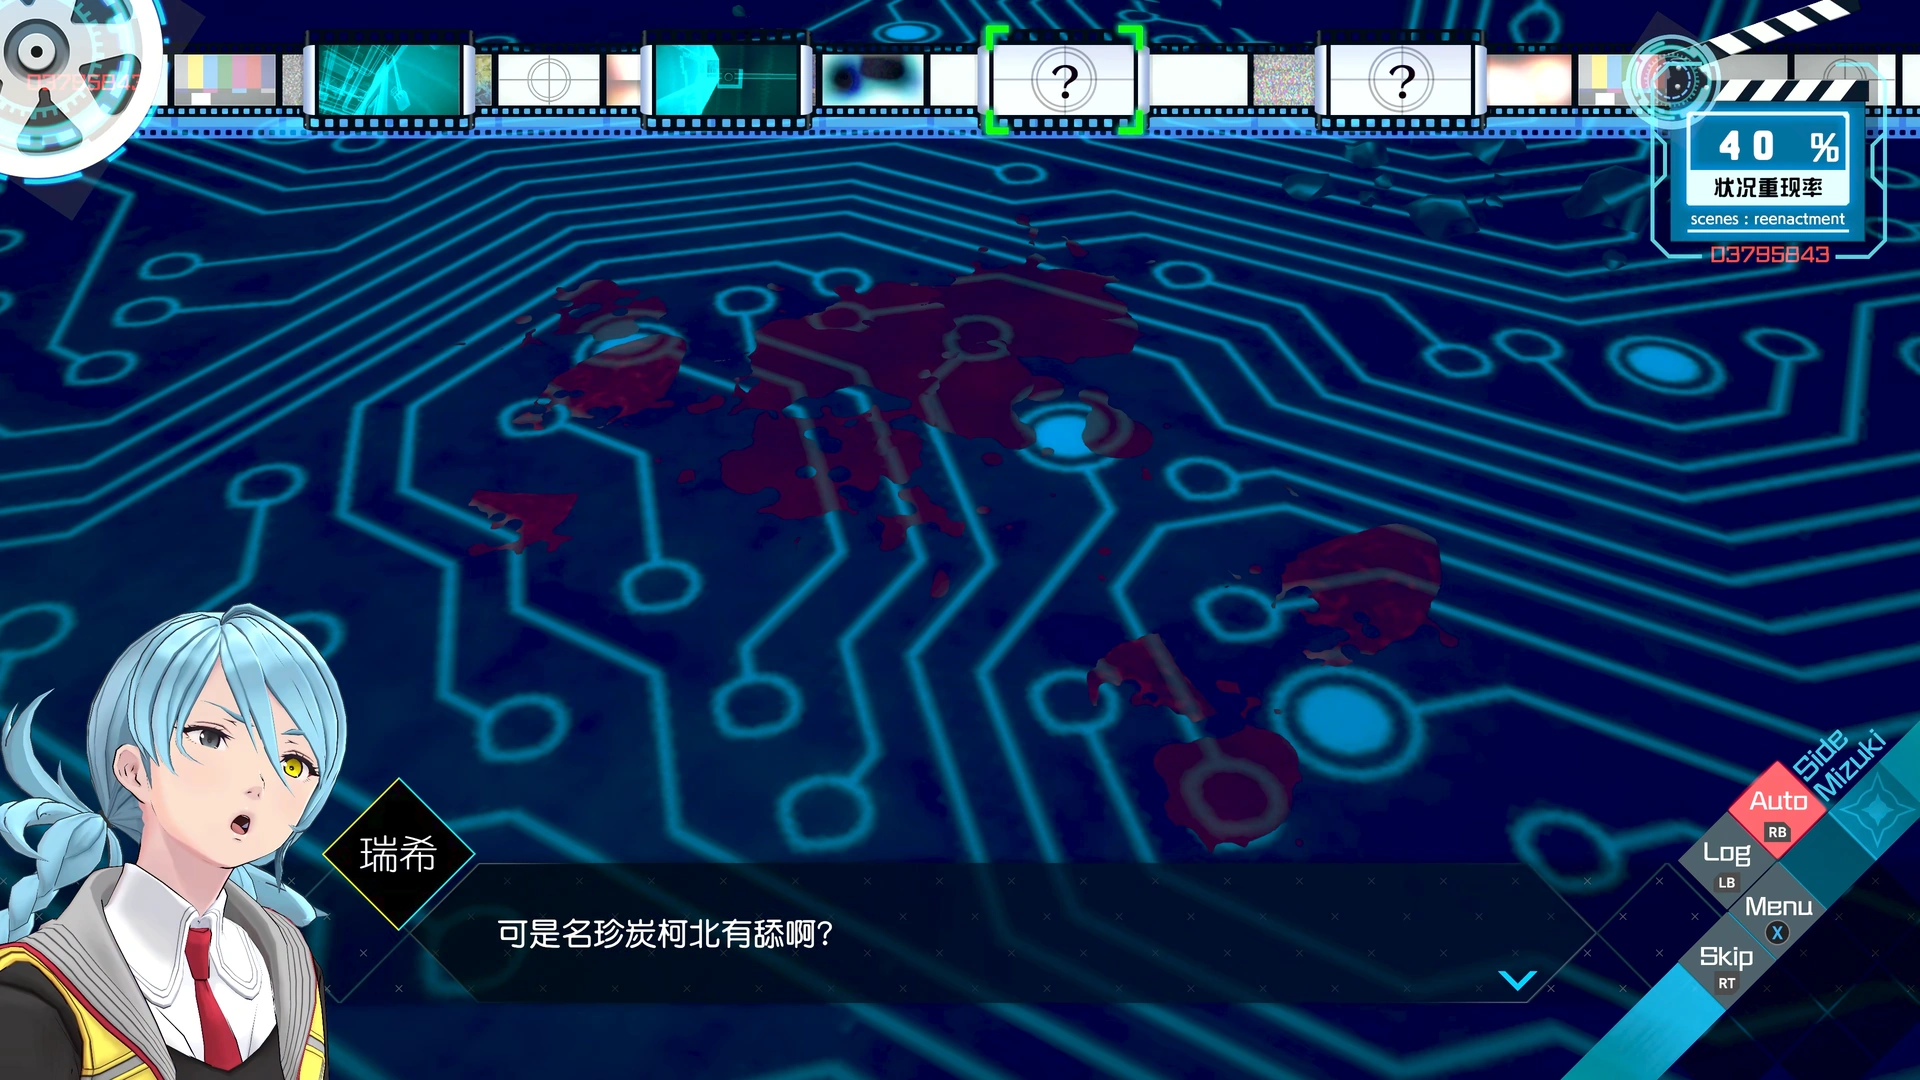 03795843
?
?
40 %
状况重现率
scenes : reenactment
03795843
Side
Mizuki
Auto
RB
Log
LB
Menu
X
Skip
RT
瑞希
可是名珍炭柯北有舔啊?